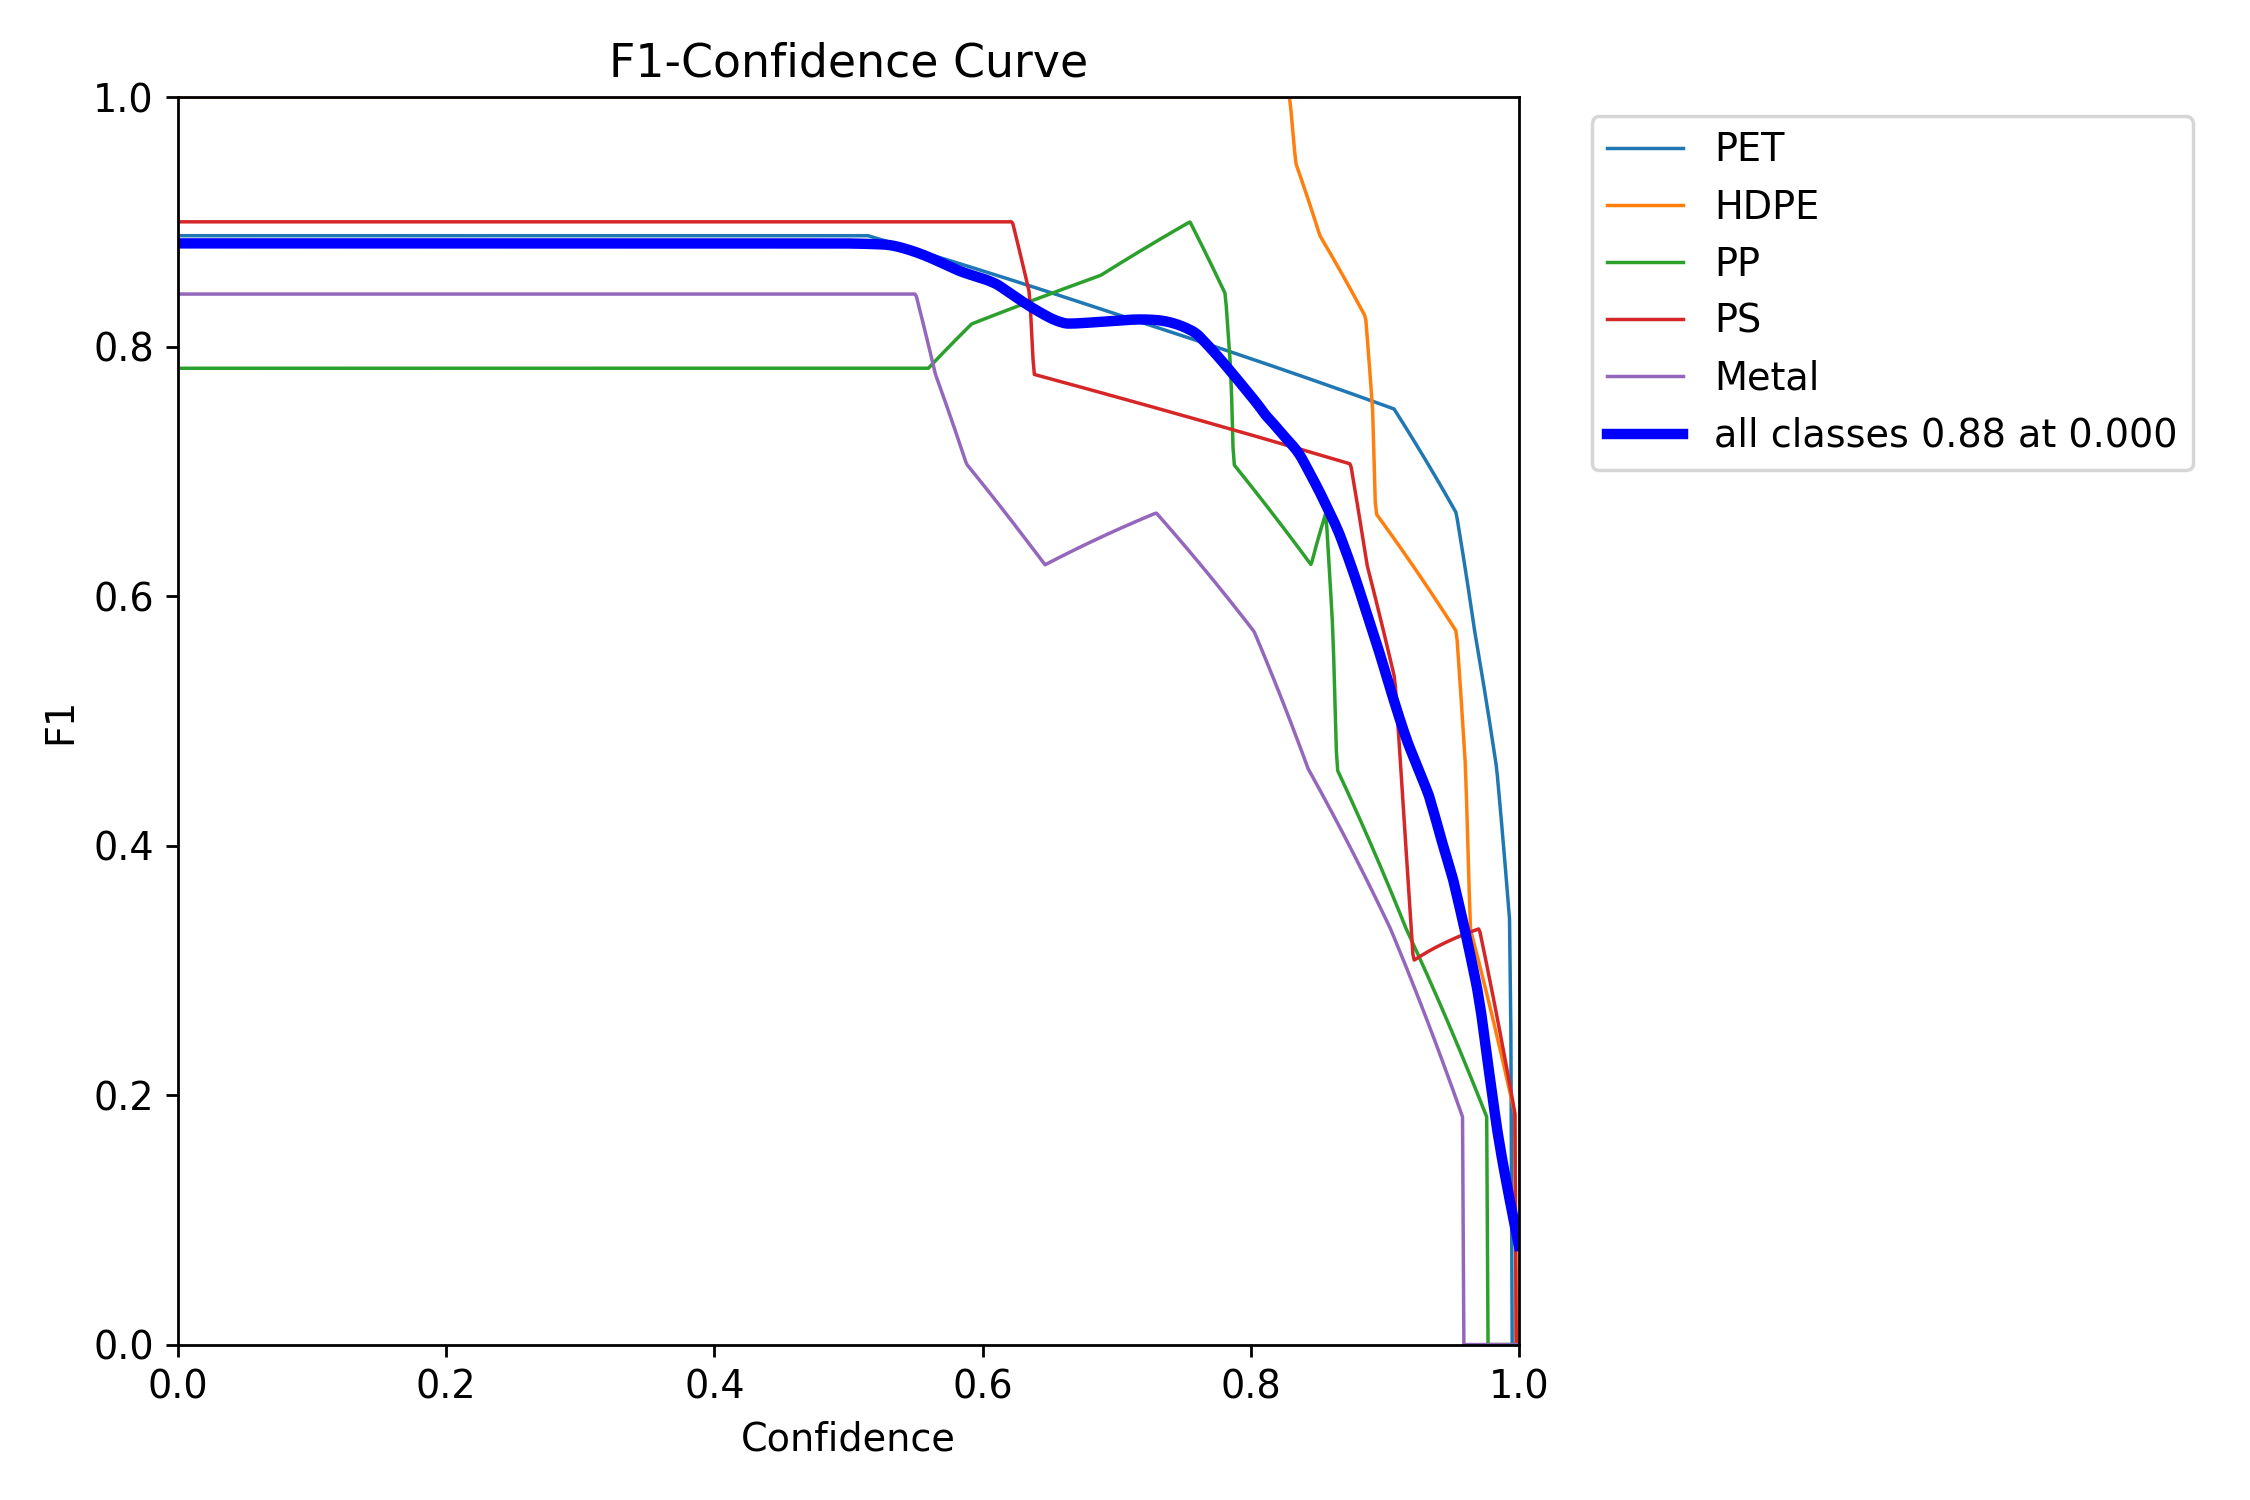 F1-Confidence Curve
1.0
0.8
0.6
0.4
0.2
0.0
F1
0.0 0.2 0.4 0.6 0.8 1.0
Confidence
PET
HDPE
PP
PS
Metal
all classes 0.88 at 0.000